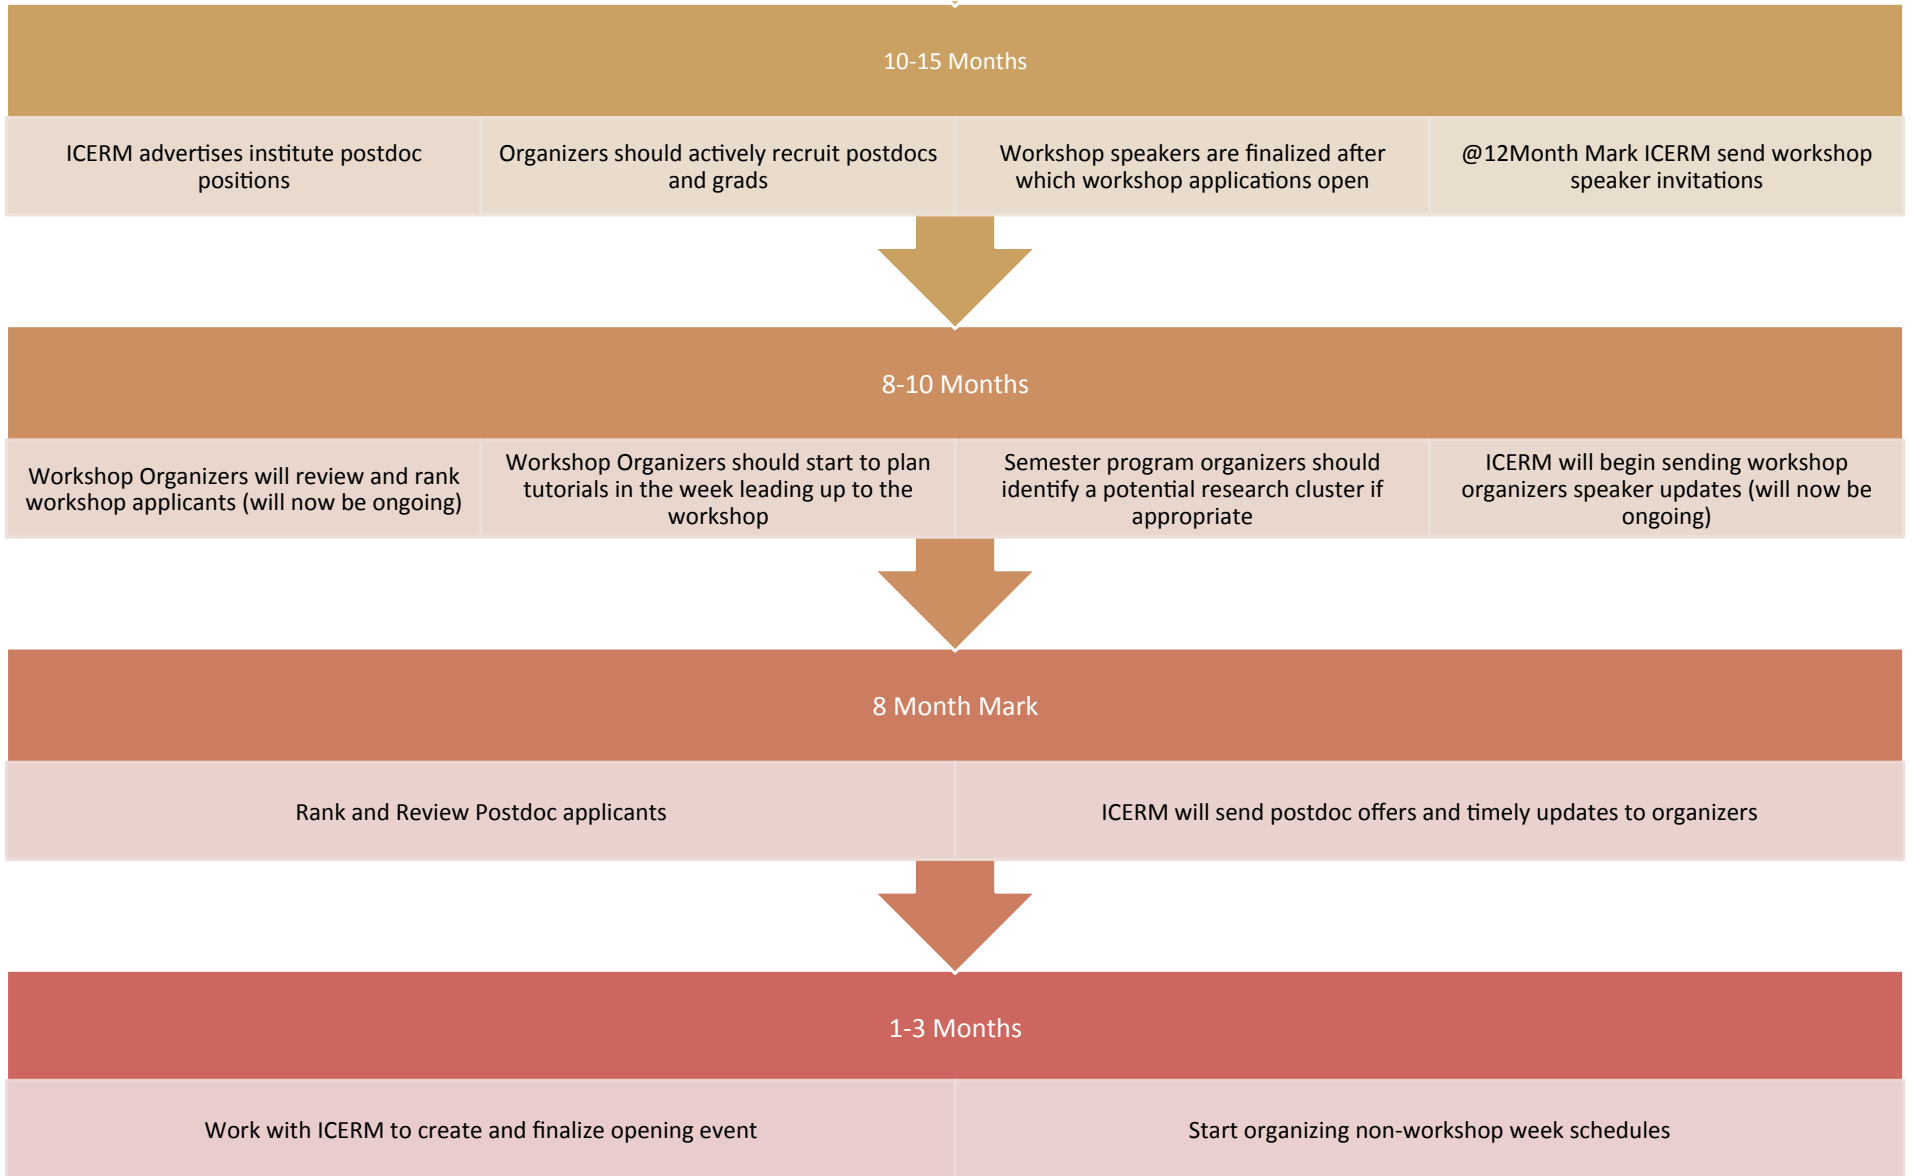 10-15 Months
ICERM advertises institute postdoc
positions
Organizers should actively recruit postdocs
and grads
Workshop speakers are finalized after
which workshop applications open
@12Month Mark ICERM send workshop
speaker invitations
8-10 Months
Workshop Organizers will review and rank
workshop applicants (will now be ongoing)
Workshop Organizers should start to plan
tutorials in the week leading up to the
workshop
Semester program organizers should
identify a potential research cluster if
appropriate
ICERM will begin sending workshop
organizers speaker updates (will now be
ongoing)
8 Month Mark
Rank and Review Postdoc applicants
ICERM will send postdoc offers and timely updates to organizers
1-3 Months
Work with ICERM to create and finalize opening event
Start organizing non-workshop week schedules